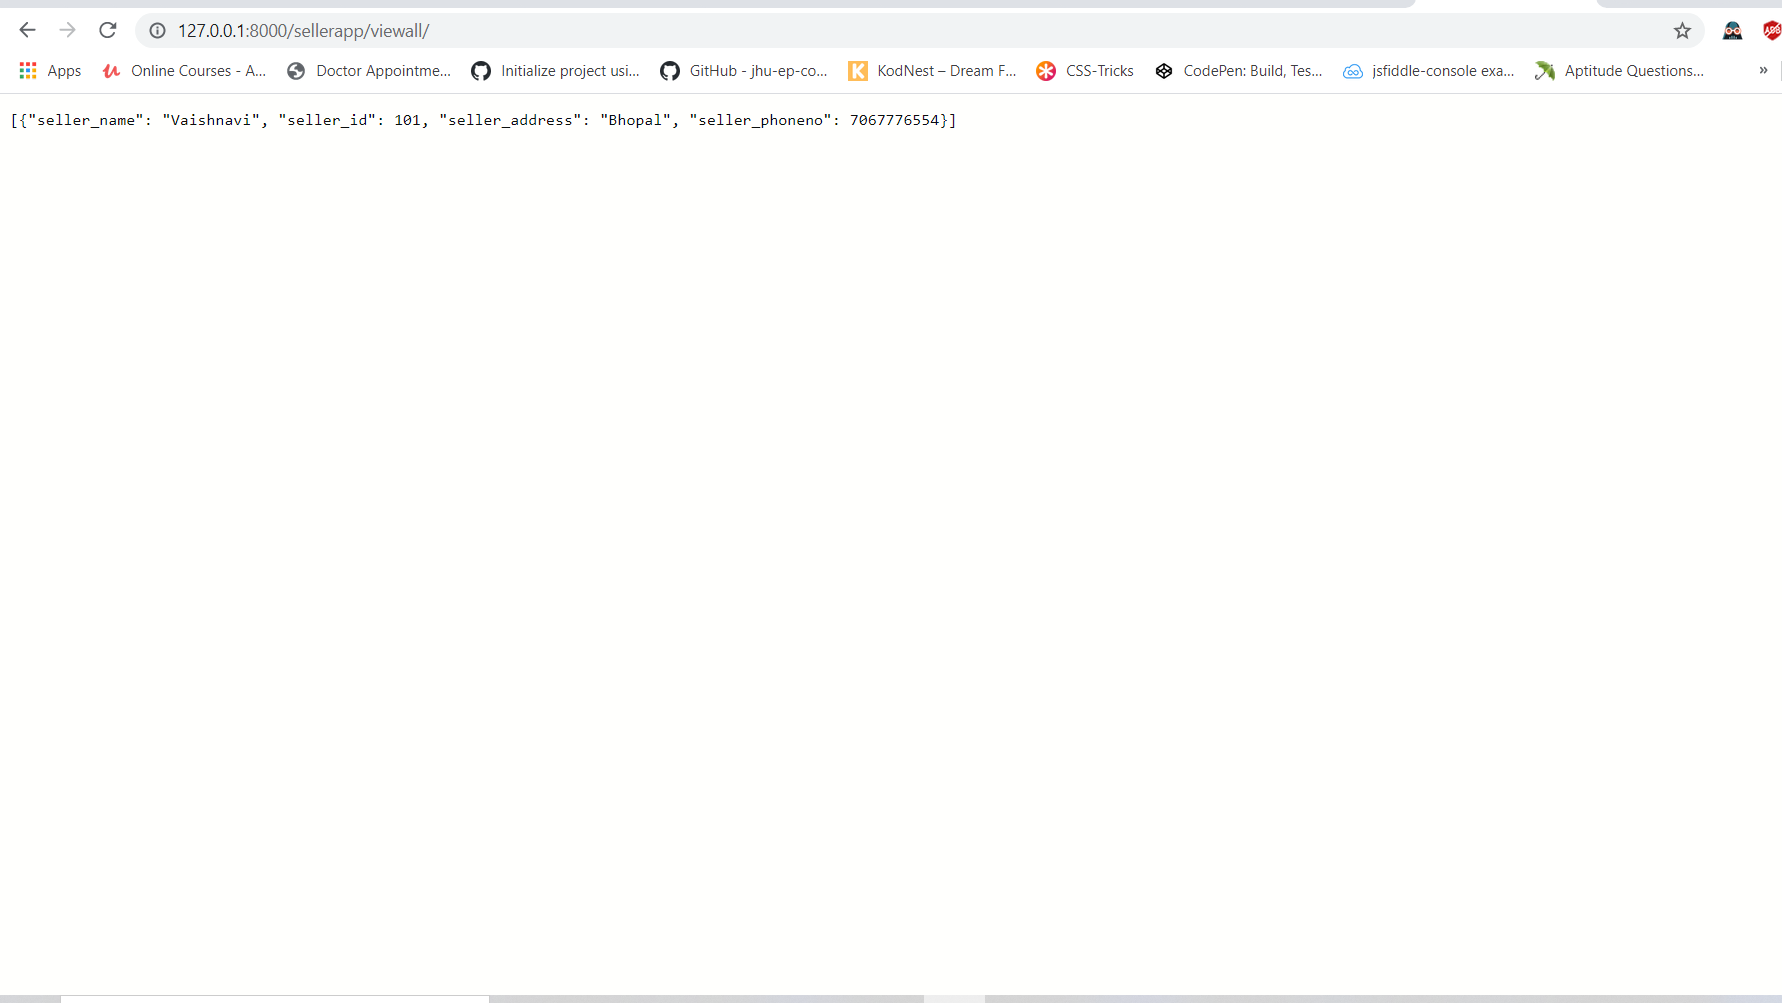 127.0.0.1:8000/sellerapp/viewall/
ABB
Apps Online Courses - A... Doctor Appointme... Initialize project usi... GitHub - jhu-ep-co... K KodNest – Dream F... CSS-Tricks CodePen: Build, Tes... jsfiddle-console exa... Aptitude Questions... »
[{"seller_name": "Vaishnavi", "seller_id": 101, "seller_address": "Bhopal", "seller_phoneno": 7067776554}]